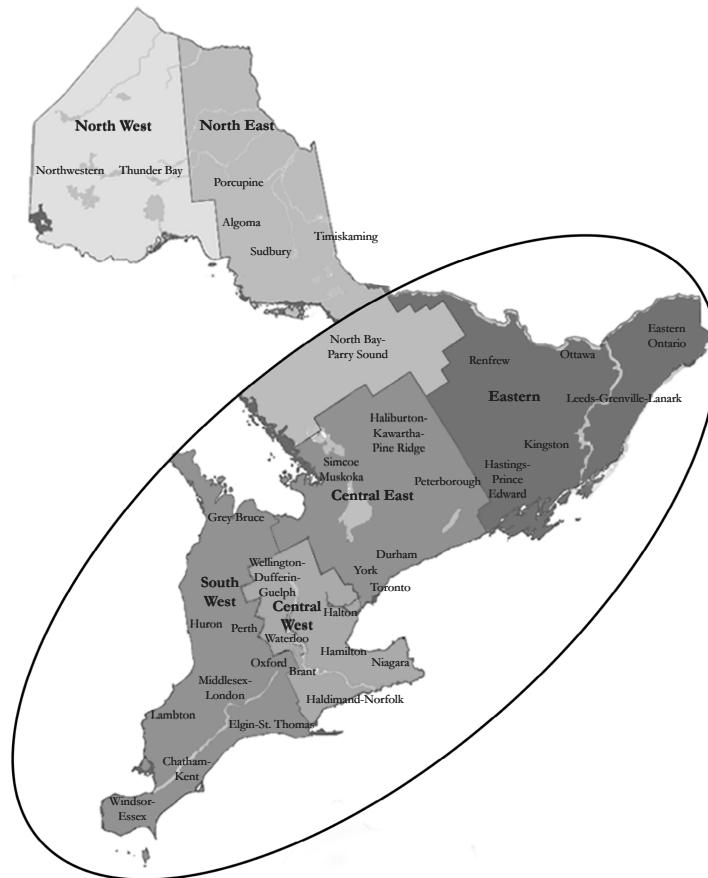 North West
North East
Northwestern
Thunder Bay
Porcupine
Algoma
Timiskaming
Sudbury
North Bay-
Parry Sound
Renfrew
Ottawa
Eastern
Ontario
Eastern
Leeds-Grenville-Lanark
Haliburton-
Kawartha-
Pine Ridge
Kingston
Simcoe
Muskoka
Hastings-
Prince
Edward
Peterborough
Central East
Grey Bruce
Durham
Wellington-
Dufferin-
Guelph
York
Toronto
South
West
Central
West
Halton
Huron
Perth
Waterloo
Hamilton
Oxford
Brant
Niagara
Middlesex-
London
Haldimand-Norfolk
Lambton
Elgin-St. Thomas
Chatham-
Kent
Windsor-
Essex